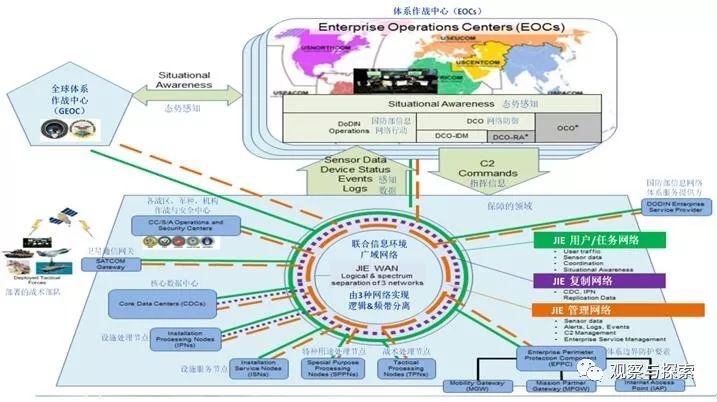 体系作战中心（EOCs）
Enterprise Operations Centers (EOCs)
USNORTHCOM
USEUCOM
USCENTCOM
FRICOM
USPACOM
Situational Awareness 态势感知
DoDIN
Operations
国防部信息
网络行动
DCO 网络防御
DCO-IDM
DCO-RA⁺
OCO⁺
全球体系
作战中心
（GEOC）
Situational
Awareness
态势感知
Sensor Data
Device Status
Events
Logs
感知
数据
C2
Commands
指挥信息
国防部信息网络
体系服务提供方
DODIN Enterprise
Service Provider
各战区、军种、机构
作战与安全中心
CC/S/A Operations and
Security Centers
保障的领域
卫星通信网关
SATCOM
Gateway
Deployed Tactical
Forces
部署的战术部队
核心数据中心
Core Data Centers (CDCs)
设施处理节点
Installation
Processing Nodes
(IPNs)
设施服务节点
Installation
Service Nodes
(ISNs)
特种用途处理节点
Special Purpose
Processing
Nodes (SPPNs)
战术处理节点
Tactical
Processing
Nodes (TPNs)
联合信息环境
广域网络
JIE WAN
Logical & spectrum
separation of 3 networks
由3种网络实现
逻辑&频带分离
JIE 用户/任务网络
• User traffic
• Sensor data
• Coordination
• Situational Awareness
JIE 复制网络
• CDC, IPN
• Replication Data
JIE 管理网络
• Sensor data
• Alerts, Logs, Events
• C2 Management
• Enterprise Service Management
体系边界防护要素
Enterprise Perimeter
Protection Component
(EPPC)
Mobility Gateway
(MGW)
Mission Partner
Gateway (MPGW)
Internet Access
Point (IAP)
观察与探索